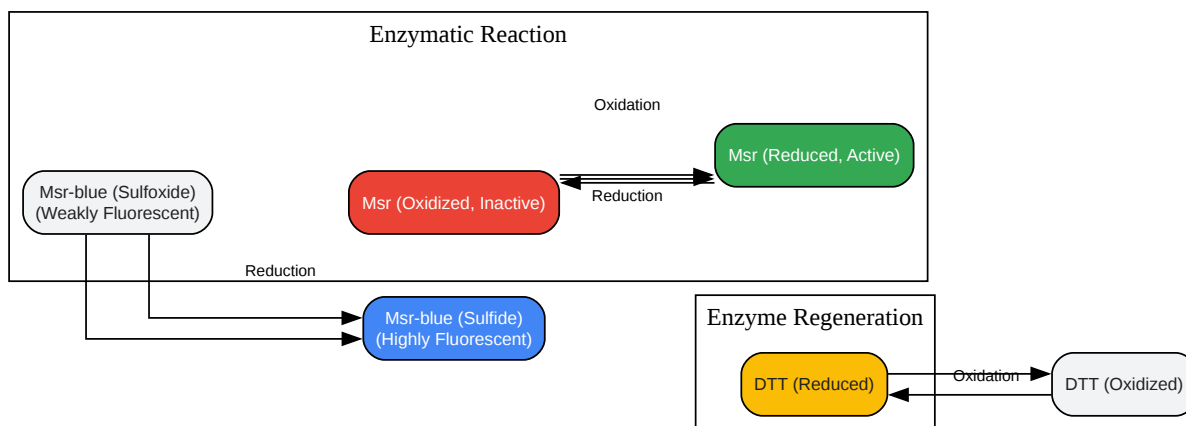 Enzymatic Reaction
Oxidation
Msr (Reduced, Active)
Msr-blue (Sulfoxide)
(Weakly Fluorescent)
Msr (Oxidized, Inactive)
Reduction
Reduction
Msr-blue (Sulfide)
(Highly Fluorescent)
Enzyme Regeneration
DTT (Reduced)
Oxidation
DTT (Oxidized)